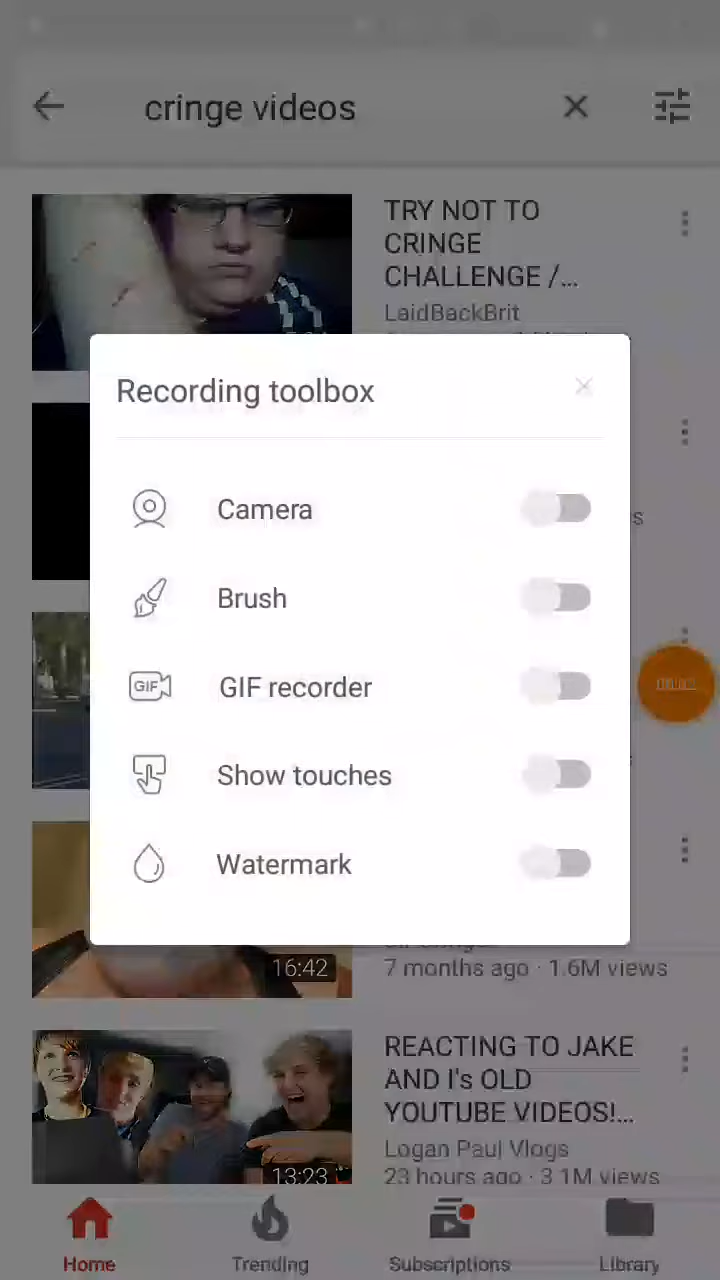 cringe videos
TRY NOT TO
CRINGE
CHALLENGE /...
LaidBackBrit
Recording toolbox
Camera
s
Brush
GIF recorder
GIF
Show touches
Watermark
16:42
7 months ago · 1.6M views
REACTING TO JAKE
AND I's OLD
YOUTUBE VIDEOS!...
Logan Paul Vlogs
13:23
23 hours ago · 3.1M views
Home
Trending
Subscriptions
Library